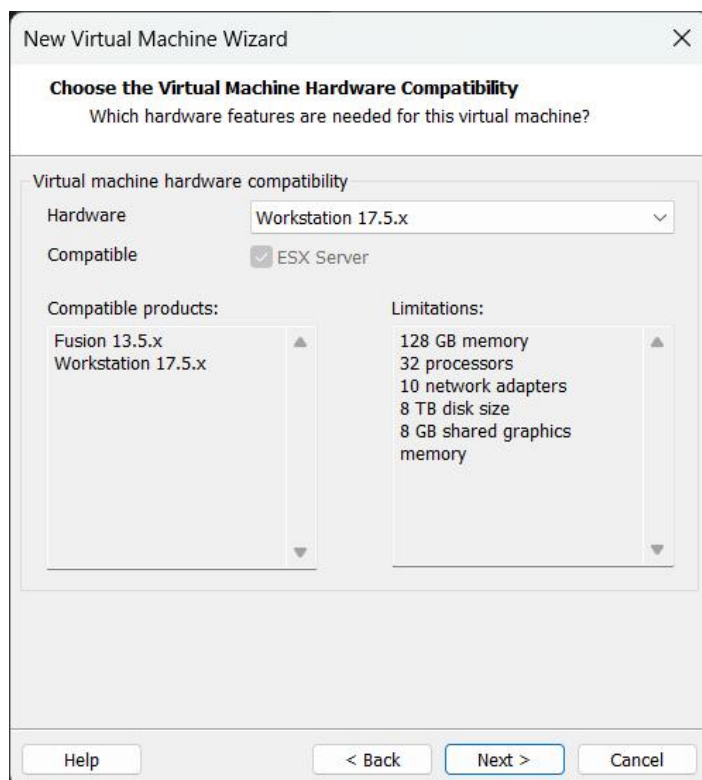 New Virtual Machine Wizard
Choose the Virtual Machine Hardware Compatibility
Which hardware features are needed for this virtual machine?
Virtual machine hardware compatibility
Hardware
Workstation 17.5.x
Compatible
ESX Server
Compatible products:
Fusion 13.5.x
Workstation 17.5.x
Limitations:
128 GB memory
32 processors
10 network adapters
8 TB disk size
8 GB shared graphics
memory
Help
< Back
Next >
Cancel